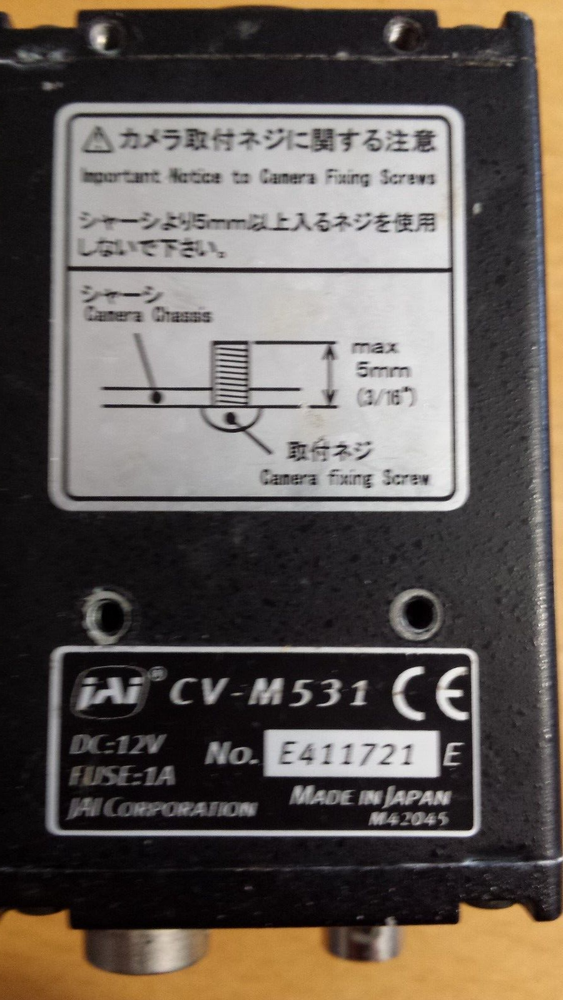 ⚠ カメラ取付ネジに関する注意
Important Notice to Camera Fixing Screws
シャーシより5mm以上入るネジを使用
しないで下さい。
シャーシ
Camera Chassis
max
5mm
(3/16")
取付ネジ
Camera fixing Screw
JAi® CV-M531 CE
DC:12V
FUSE:1A
No. E411721 E
JAI CORPORATION
MADE IN JAPAN
M42045